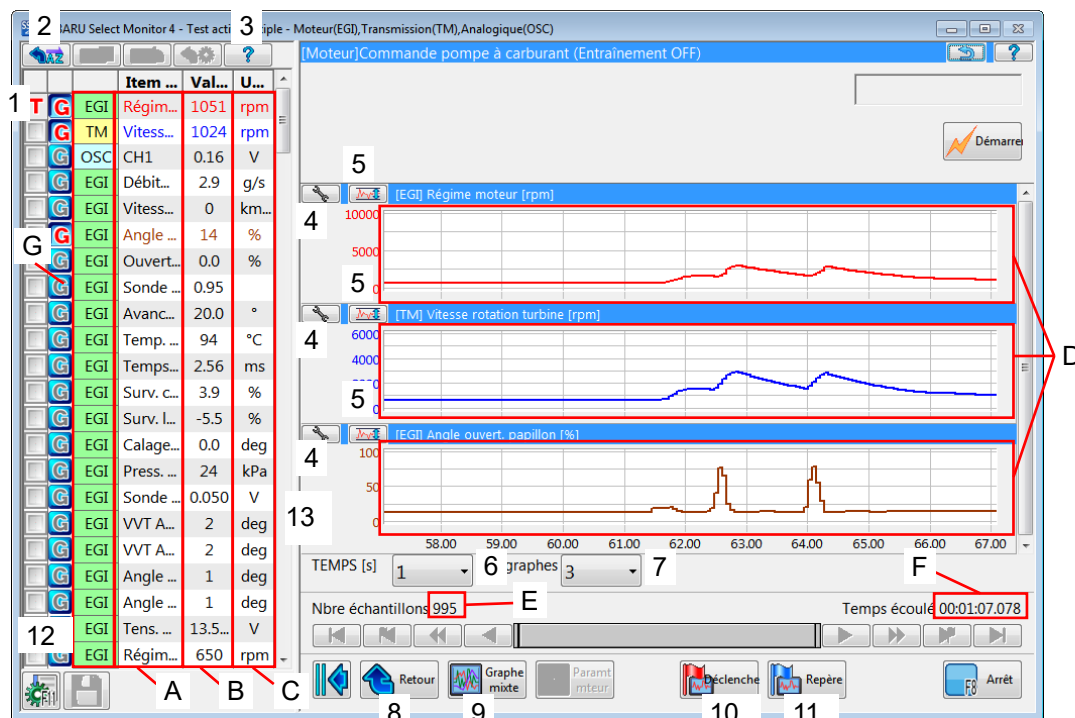 2 3
BARU Select Monitor 4 - Test acti ple - Moteur(EGI),Transmission(TM),Analogique(OSC)
AZ ? [Moteur]Commande pompe à carburant (Entraînement OFF) ?
Item ... Val... U...
1 T G EGI Régim... 1051 rpm
G TM Vitess... 1024 rpm
G OSC CH1 0.16 V
G EGI Débit... 2.9 g/s
G EGI Vitess... 0 km...
G EGI Angle ... 14 %
G EGI Ouvert... 0.0 %
G EGI Sonde ... 0.95
G EGI Avanc... 20.0 °
G EGI Temp. ... 94 °C
G EGI Temps... 2.56 ms
G EGI Surv. c... 3.9 %
G EGI Surv. l... -5.5 %
G EGI Calage... 0.0 deg
G EGI Press. ... 24 kPa
G EGI Sonde ... 0.050 V
G EGI VVT A... 2 deg
G EGI VVT A... 2 deg
G EGI Angle ... 1 deg
G EGI Angle ... 1 deg
EGI Tens. ... 13.5... V
G EGI Régim... 650 rpm
G
12
13
A B C
F11
Démarrer
5
[EGI] Régime moteur [rpm]
4
10000
5000
5 0
[TM] Vitesse rotation turbine [rpm]
4
6000
4000
5 0
[EGI] Angle ouvert. papillon [%]
4
100
50
0
D
58.00 59.00 60.00 61.00 62.00 63.00 64.00 65.00 66.00 67.00
TEMPS [s] 1 6 graphes 3 7
Nbre échantillons 995 E
F
Temps écoulé 00:01:07.078
Retour
Graphe mixte
Paramt mteur
Déclenche
Repère
F8 Arrêt
8 9 10 11